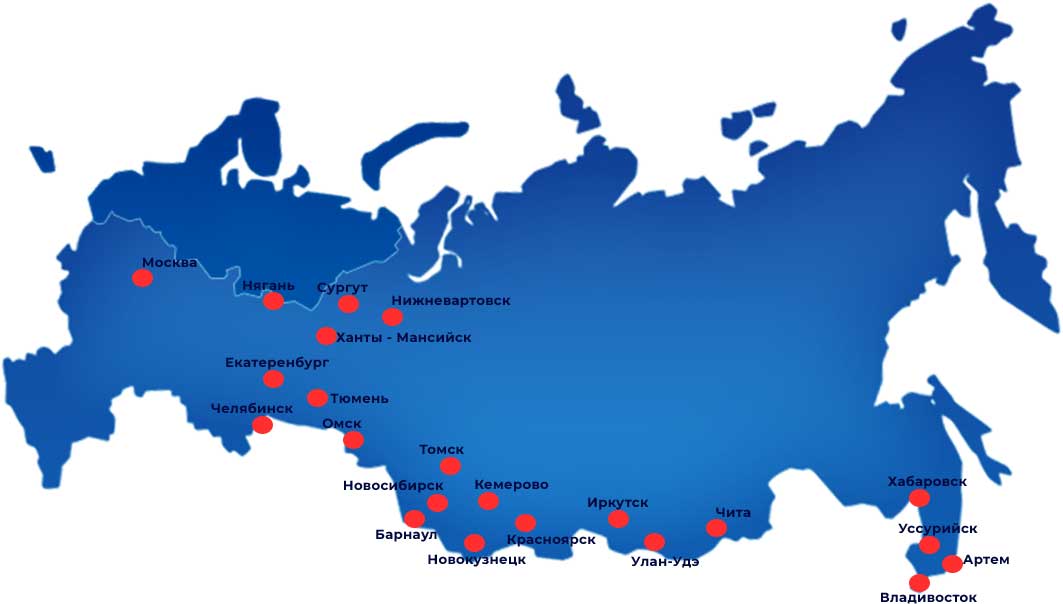 Москва
Нягань
Сургут
Нижневартовск
Ханты - Мансийск
Екатеренбург
Тюмень
Челябинск
Омск
Томск
Новосибирск
Кемерово
Барнаул
Красноярск
Новокузнецк
Иркутск
Улан-Удэ
Чита
Хабаровск
Уссурийск
Артем
Владивосток